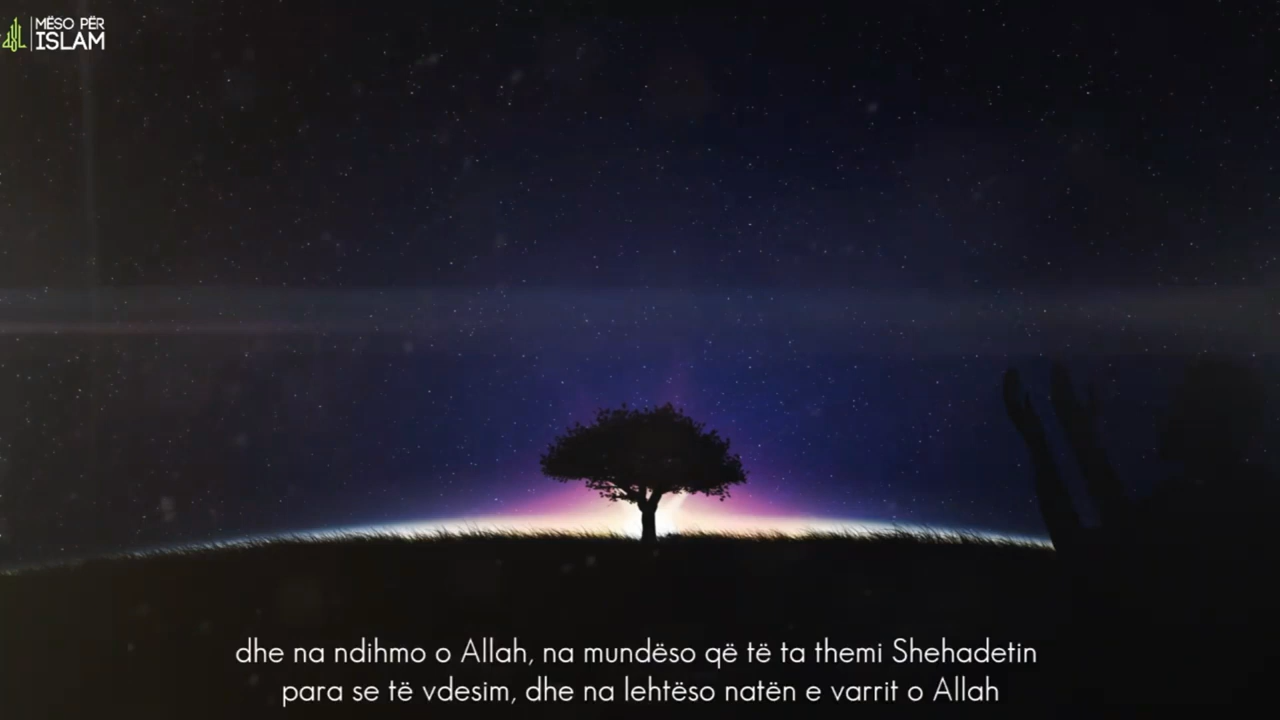 MËSO PËR
ISLAM
dhe na ndihmo o Allah, na mundëso që të ta themi Shehadetin
para se të vdesim, dhe na lehtëso natën e varrit o Allah